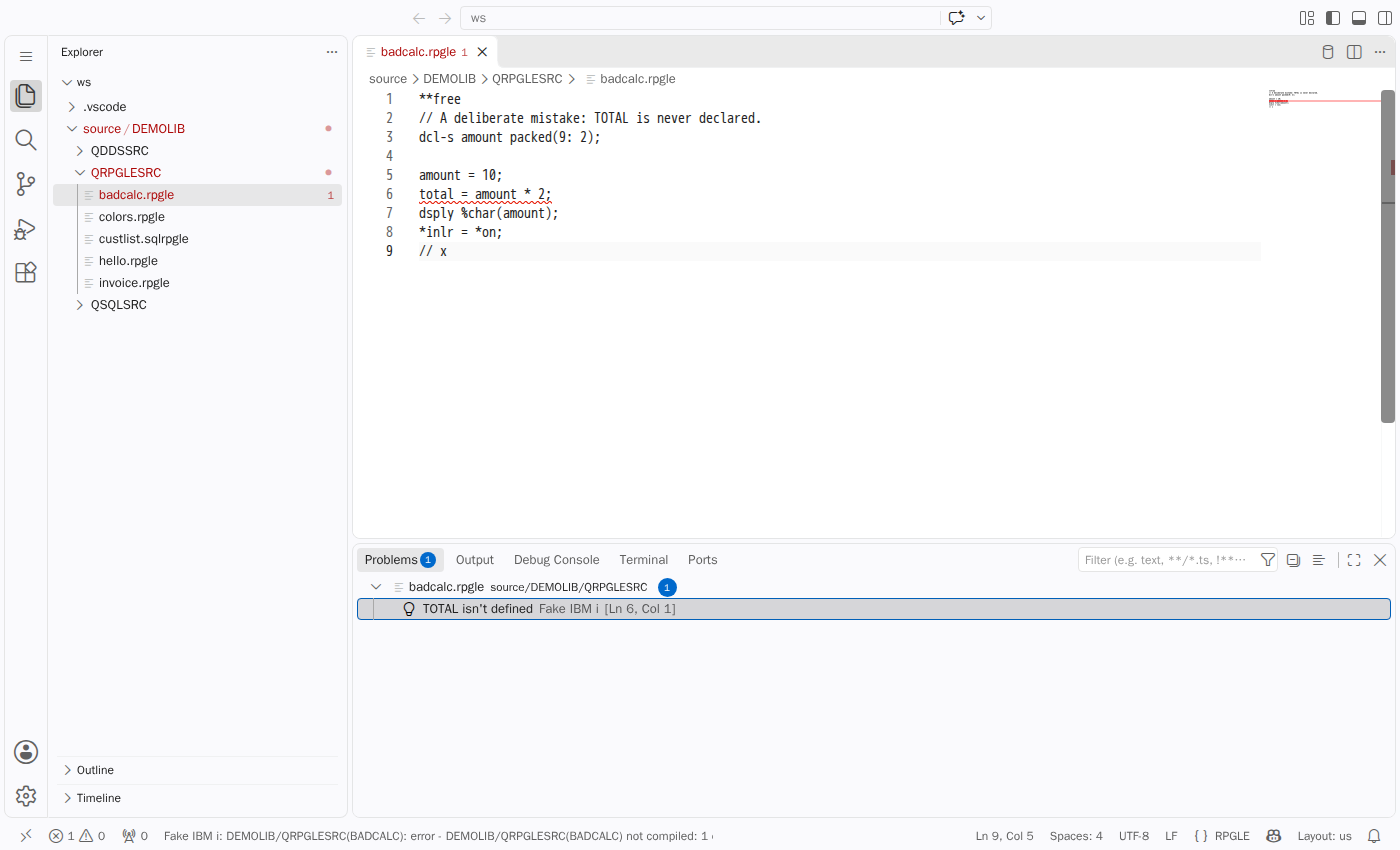 ws
Explorer
ws
.vscode
source / DEMOLIB
QDDSSRC
QRPGLESRC
badcalc.rpgle 1
colors.rpgle
custlist.sqlrpgle
hello.rpgle
invoice.rpgle
QSQLSRC
Outline
Timeline
badcalc.rpgle 1
source DEMOLIB QRPGLESRC badcalc.rpgle
1 **free
2 // A deliberate mistake: TOTAL is never declared.
3 dcl-s amount packed(9: 2);
4
5 amount = 10;
6 total = amount * 2;
7 dsply %char(amount);
8 *inlr = *on;
9 // x
Problems 1 Output Debug Console Terminal Ports
Filter (e.g. text, **/*.ts, !**…
badcalc.rpgle source/DEMOLIB/QRPGLESRC 1
TOTAL isn't defined Fake IBM i [Ln 6, Col 1]
1 0 0 Fake IBM i: DEMOLIB/QRPGLESRC(BADCALC): error - DEMOLIB/QRPGLESRC(BADCALC) not compiled: 1
Ln 9, Col 5 Spaces: 4 UTF-8 LF { } RPGLE Layout: us